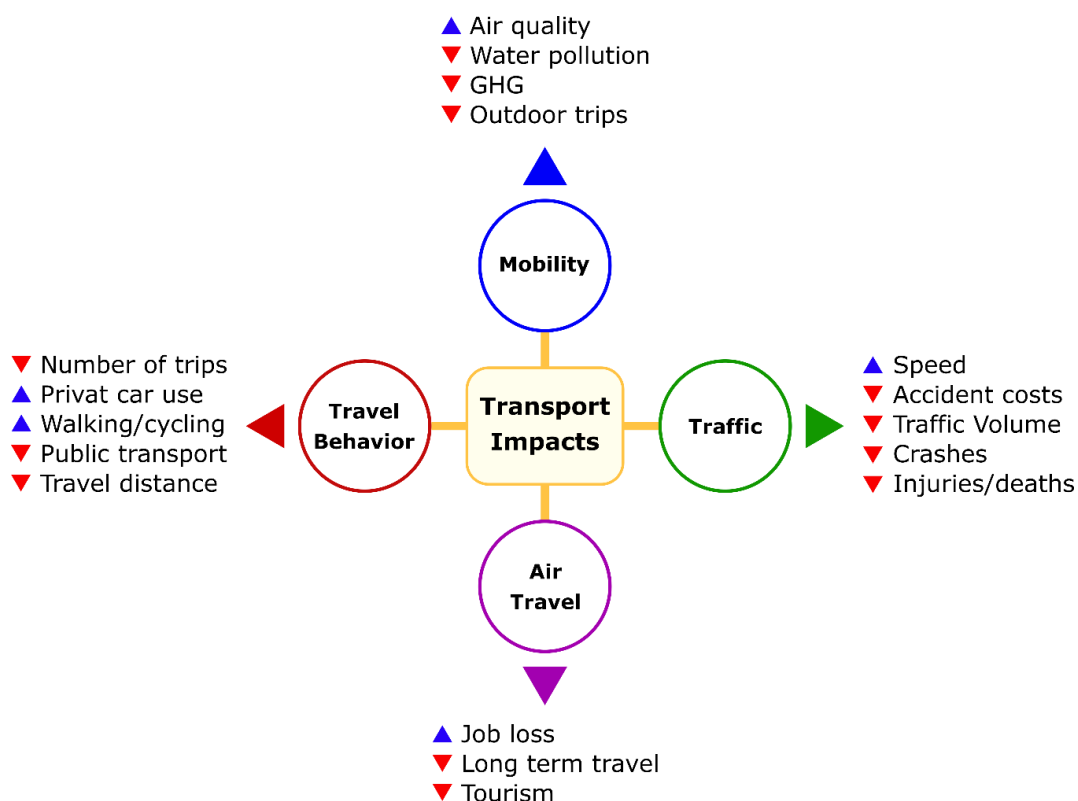 Air quality
Water pollution
GHG
Outdoor trips
Mobility
Number of trips
Privat car use
Walking/cycling
Public transport
Travel distance
Travel
Behavior
Transport
Impacts
Traffic
Speed
Accident costs
Traffic Volume
Crashes
Injuries/deaths
Air
Travel
Job loss
Long term travel
Tourism